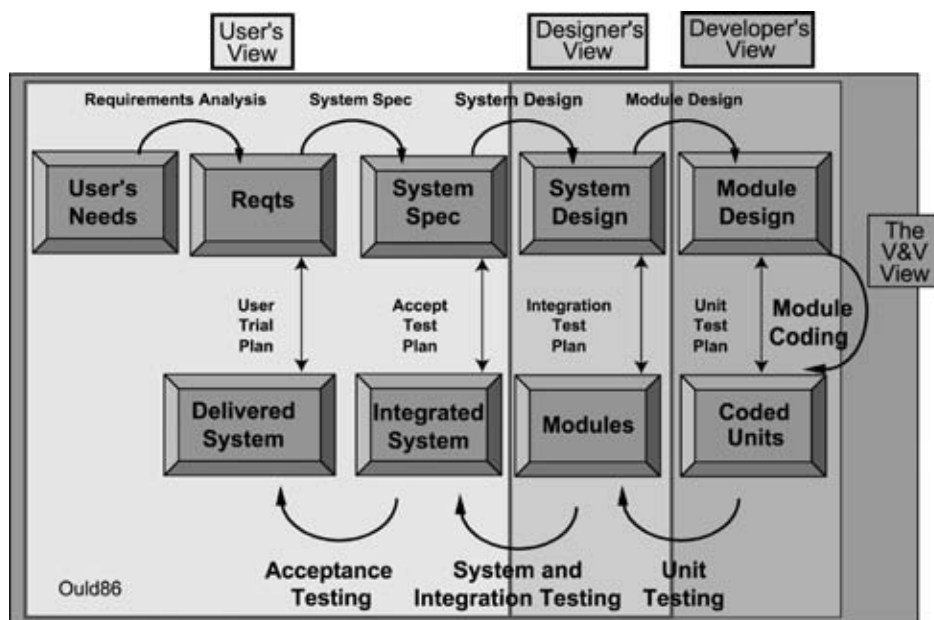 User's
View
Designer's
View
Developer's
View
Requirements Analysis
System Spec
System Design
Module Design
User's
Needs
Reqts
System
Spec
System
Design
Module
Design
The
V&V
View
User
Trial
Plan
Accept
Test
Plan
Integration
Test
Plan
Unit
Test
Plan
Module
Coding
Delivered
System
Integrated
System
Modules
Coded
Units
Acceptance
Testing
System and
Integration Testing
Unit
Testing
Ould86